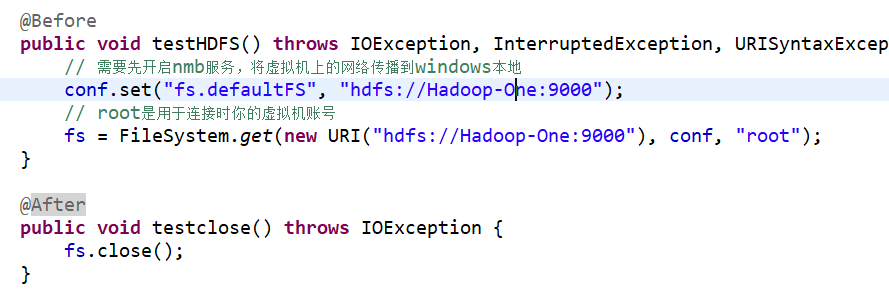 @Before
public void testHDFS() throws IOException, InterruptedException, URISyntaxExcep
// 需要先开启nmb服务，将虚拟机上的网络传播到windows本地
conf.set("fs.defaultFS", "hdfs://Hadoop-One:9000");
// root是用于连接时你的虚拟机账号
fs = FileSystem.get(new URI("hdfs://Hadoop-One:9000"), conf, "root");
}
@After
public void testclose() throws IOException {
fs.close();
}